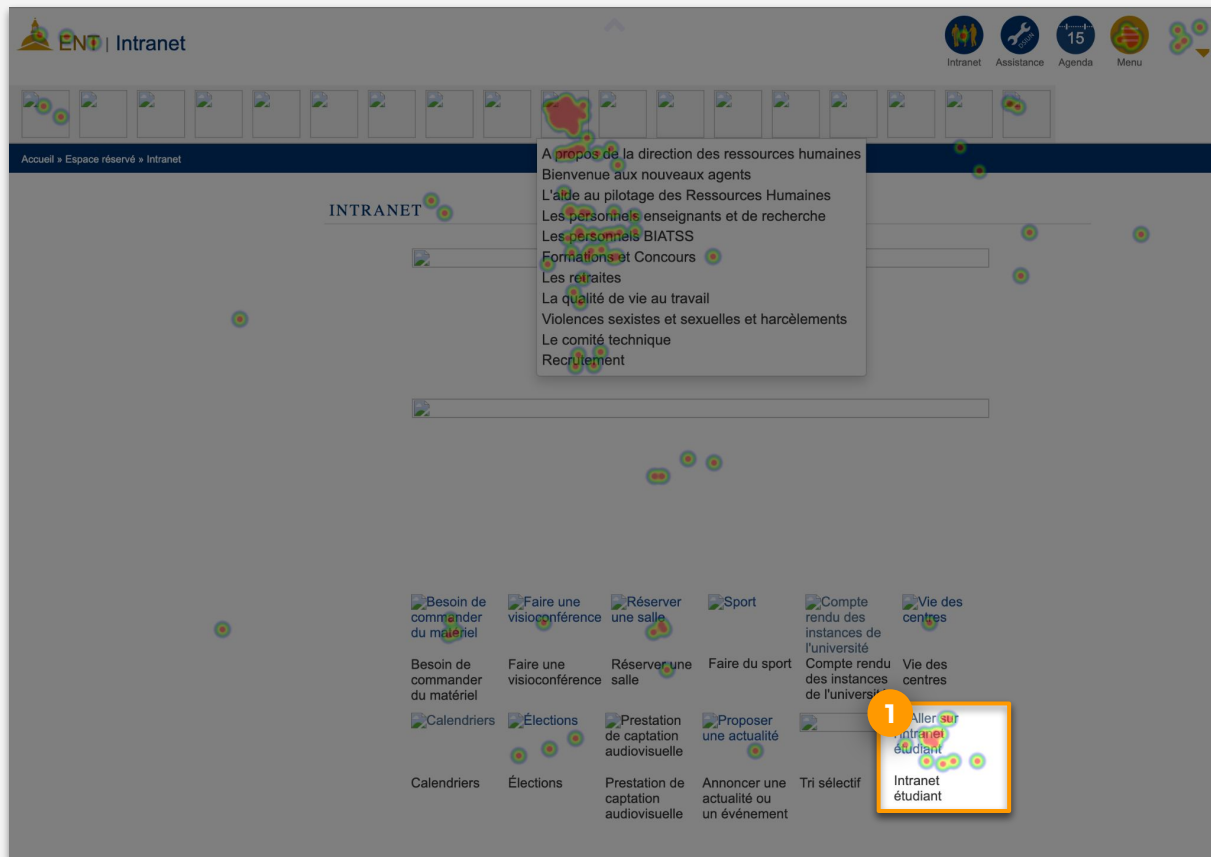 ENT | Intranet
OSIUN
15
Intranet
Assistance
Agenda
Menu
Accueil » Espace réservé » Intranet
A propos de la direction des ressources humaines
Bienvenue aux nouveaux agents
L'aide au pilotage des Ressources Humaines
Les personnels enseignants et de recherche
Les personnels BIATSS
Formations et Concours
Les retraites
La qualité de vie au travail
Violences sexistes et sexuelles et harcèlements
Le comité technique
Recrutement
INTRANET
Besoin de
commander
du matériel
Faire une
visioconférence
Réserver
une salle
Sport
Compte
rendu des
instances de
l'université
Vie des
centres
Besoin de
commander
du matériel
Faire une
visioconférence
Réserver une
salle
Faire du sport
Compte rendu
des instances
de l'université
Vie des
centres
Calendriers
Élections
Prestation
de captation
audiovisuelle
Proposer
une actualité
1
Aller sur
l'intranet
étudiant
Calendriers
Élections
Prestation de
captation
audiovisuelle
Annoncer une
actualité ou
un événement
Tri sélectif
Intranet
étudiant